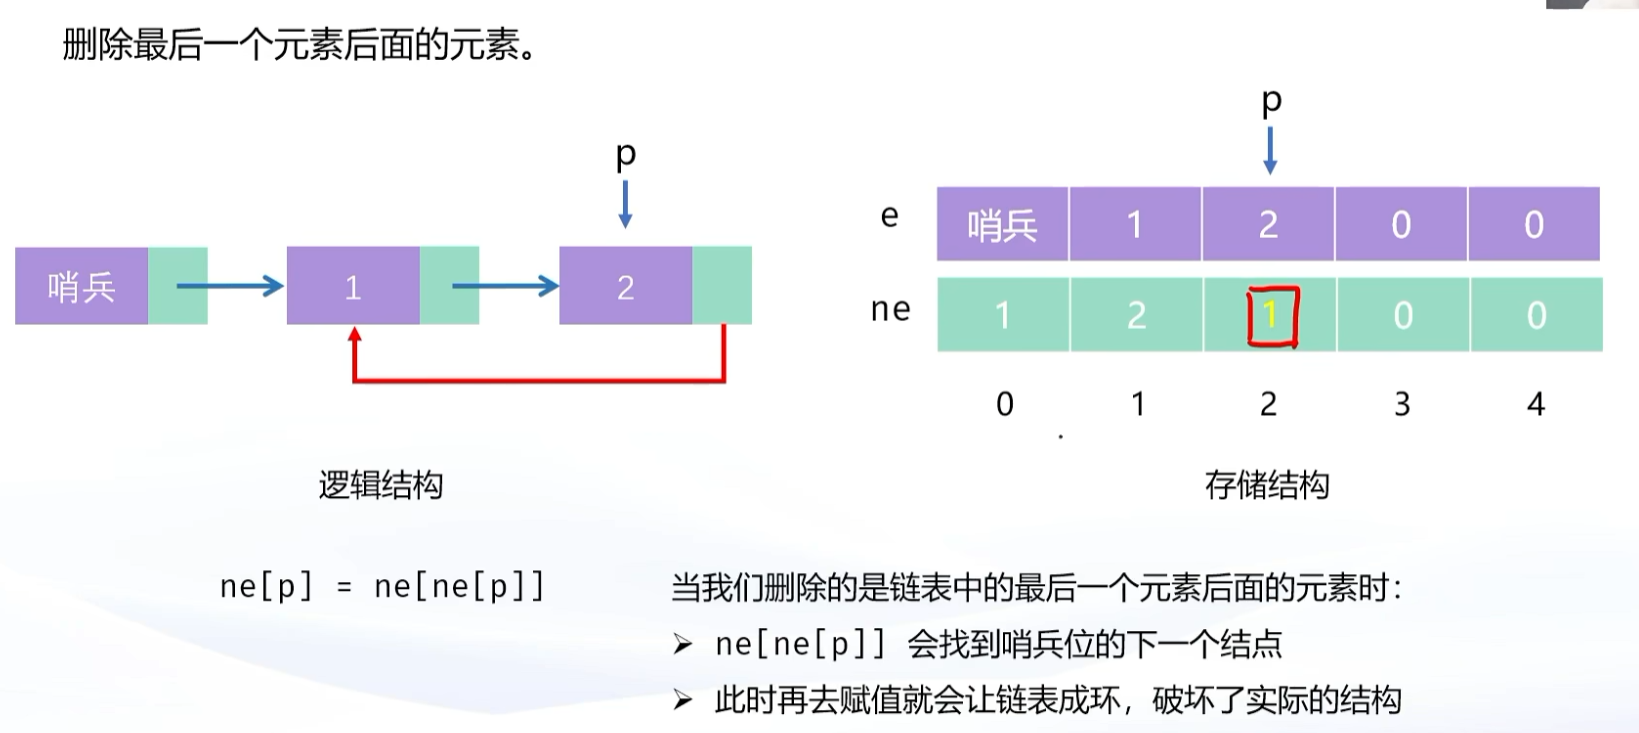 删除最后一个元素后面的元素。
p
哨兵 1 2
逻辑结构
p
e 哨兵 1 2 0 0
ne 1 2 1 0 0
0 1 2 3 4
存储结构
ne[p] = ne[ne[p]]
当我们删除的是链表中的最后一个元素后面的元素时：
➢ ne[ne[p]] 会找到哨兵位的下一个结点
➢ 此时再去赋值就会让链表成环，破坏了实际的结构